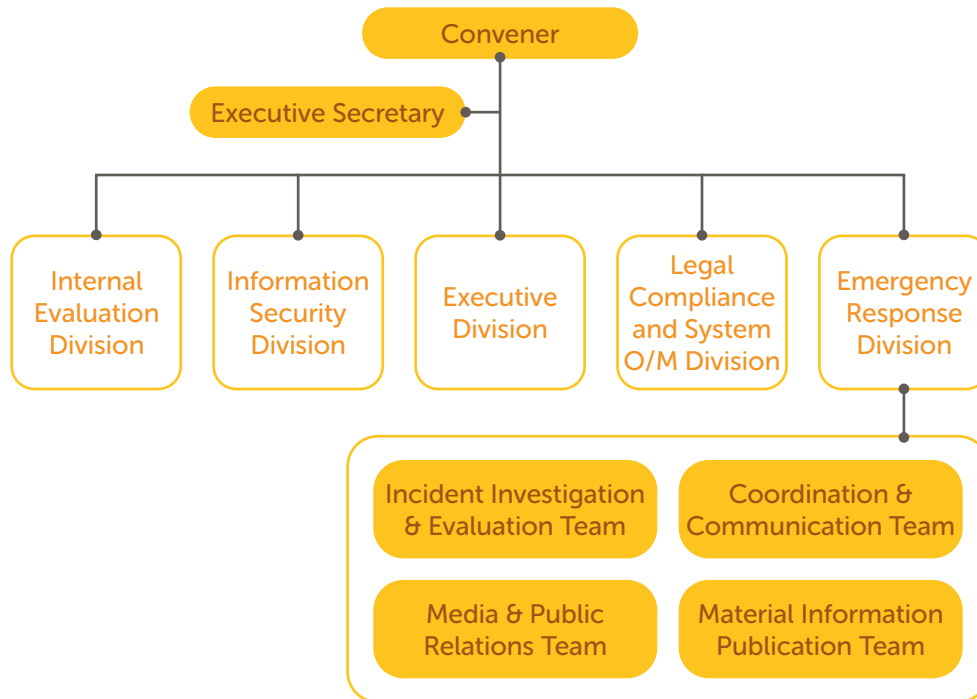 Convener
Executive Secretary
Internal
Evaluation
Division
Information
Security
Division
Executive
Division
Legal
Compliance
and System
O/M Division
Emergency
Response
Division
Incident Investigation
& Evaluation Team
Coordination &
Communication Team
Media & Public
Relations Team
Material Information
Publication Team